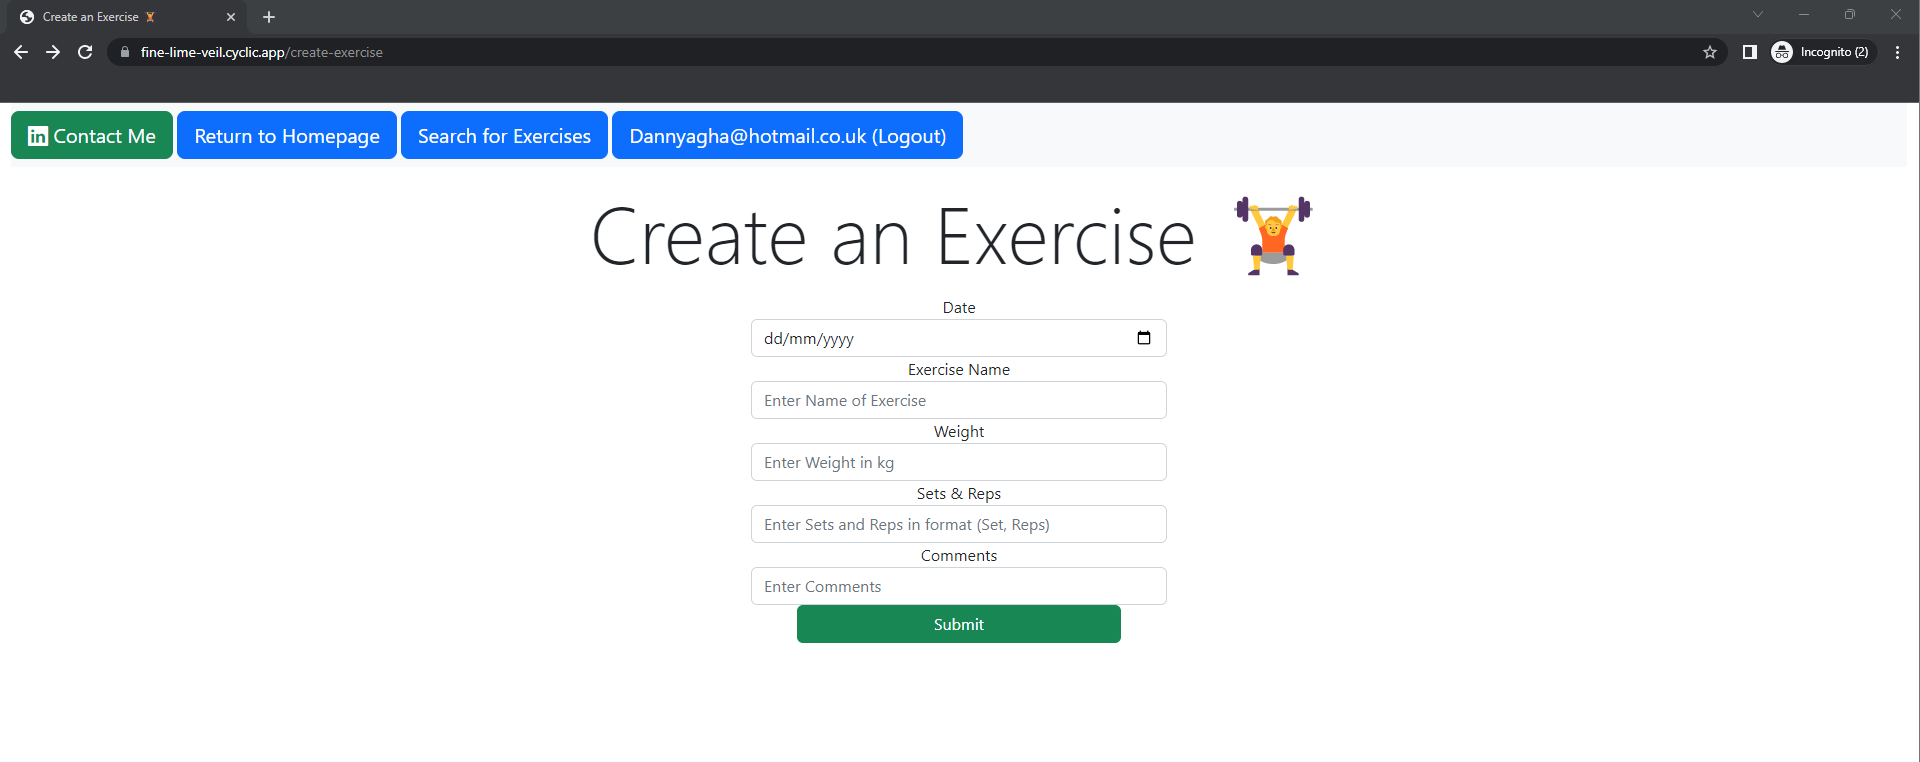 Create an Exercise 🏋
fine-lime-veil.cyclic.app/create-exercise
Incognito (2)
in Contact Me
Return to Homepage
Search for Exercises
Dannyagha@hotmail.co.uk (Logout)
Create an Exercise 🏋
Date
dd/mm/yyyy
Exercise Name
Enter Name of Exercise
Weight
Enter Weight in kg
Sets & Reps
Enter Sets and Reps in format (Set, Reps)
Comments
Enter Comments
Submit